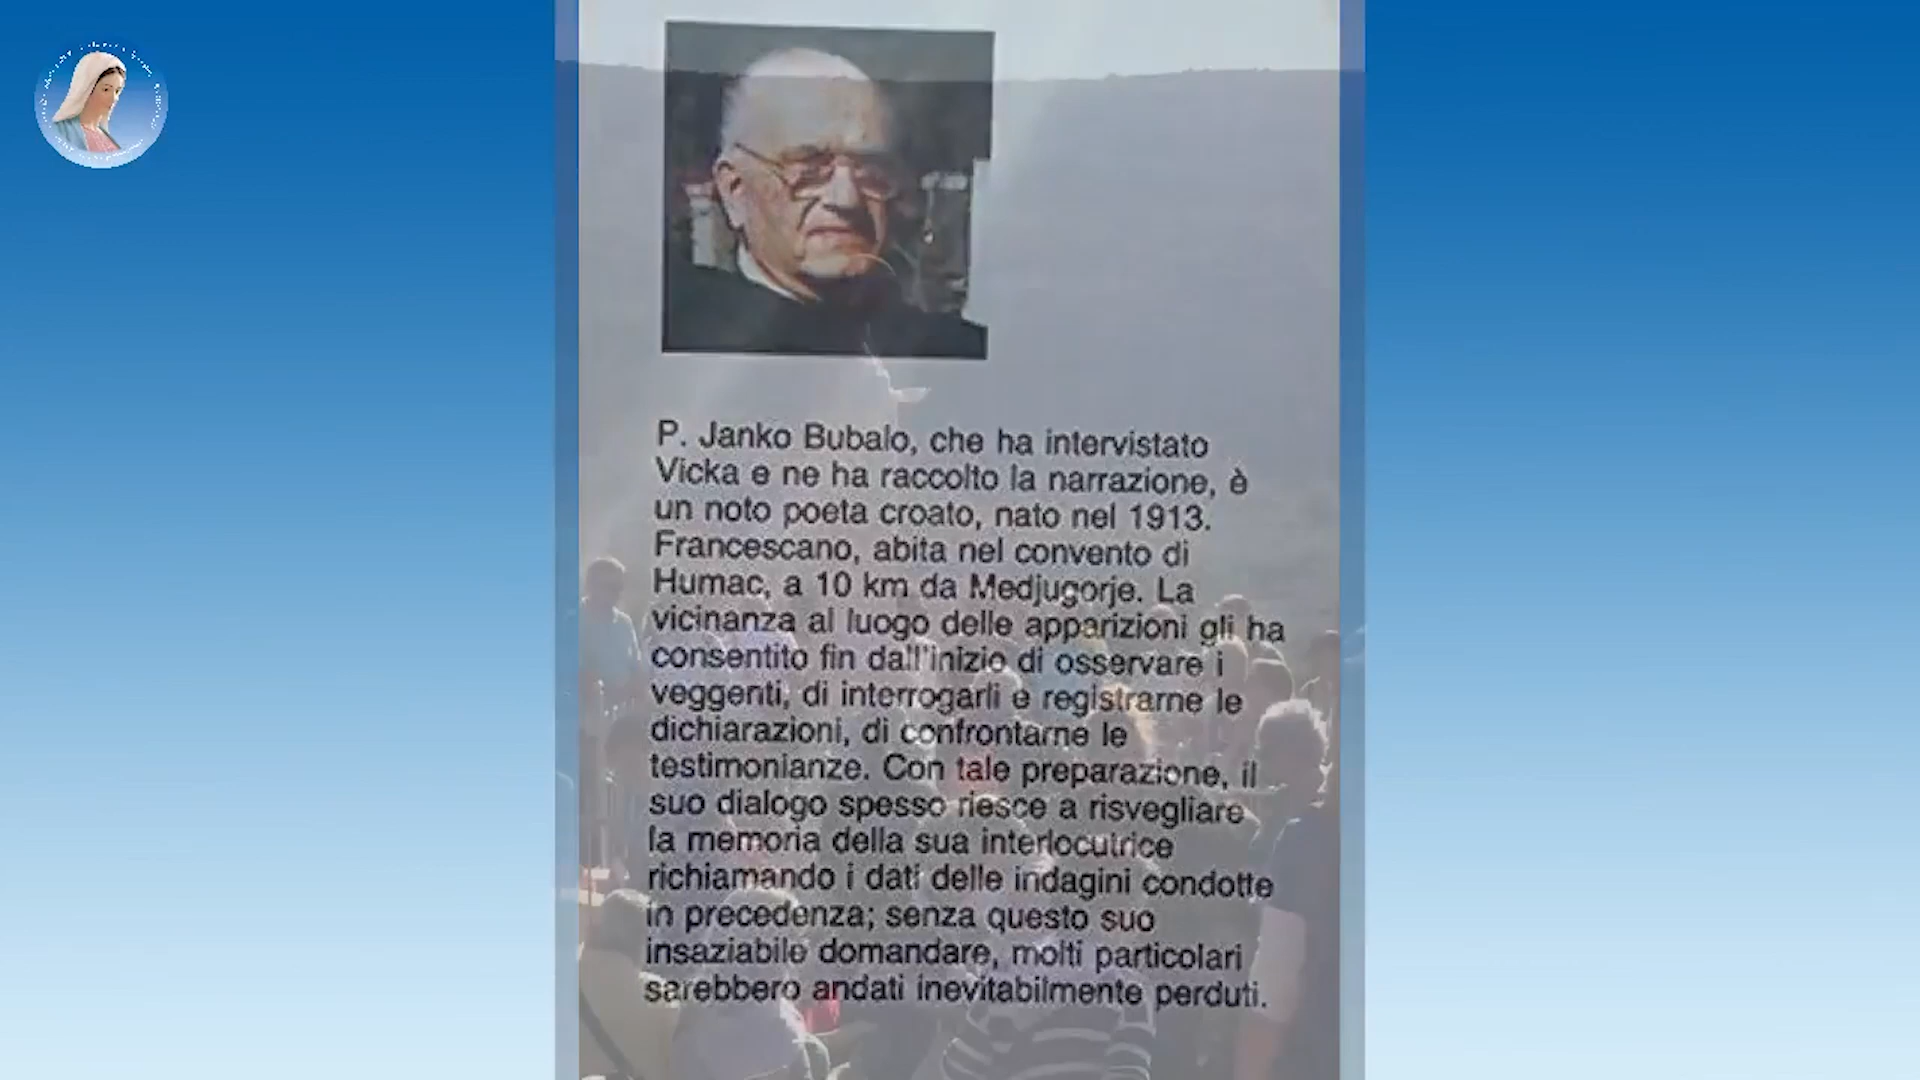 P. Janko Bubalo, che ha intervistato
Vicka e ne ha raccolto la narrazione, è
un noto poeta croato, nato nel 1913.
Francescano, abita nel convento di
Humac, a 10 km da Medjugorje. La
vicinanza al luogo delle apparizioni gli ha
consentito fin dall'inizio di osservare i
veggenti, di interrogarli e registrarne le
dichiarazioni, di confrontarne le
testimonianze. Con tale preparazione, il
suo dialogo spesso riesce a risvegliare
la memoria della sua interlocutrice
richiamando i dati delle indagini condotte
in precedenza; senza questo suo
insaziabile domandare, molti particolari
sarebbero andati inevitabilmente perduti.